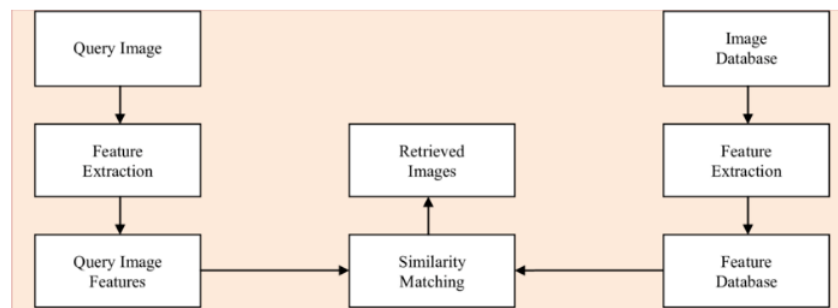 Query Image
Image
Database
Feature
Extraction
Retrieved
Images
Feature
Extraction
Query Image
Features
Similarity
Matching
Feature
Database